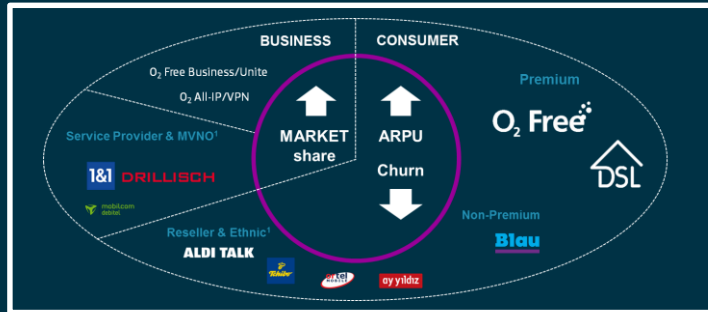 BUSINESS
CONSUMER
O₂ Free Business/Unite
O₂ All-IP/VPN
MARKET
share
ARPU
Churn
Premium
O₂ Free
DSL
Service Provider & MVNO¹
1&1 DRILLISCH
mobilcom
debitel
Non-Premium
Blau
Reseller & Ethnic¹
ALDI TALK
Tchibo
ortel
MOBILE
ay yıldız